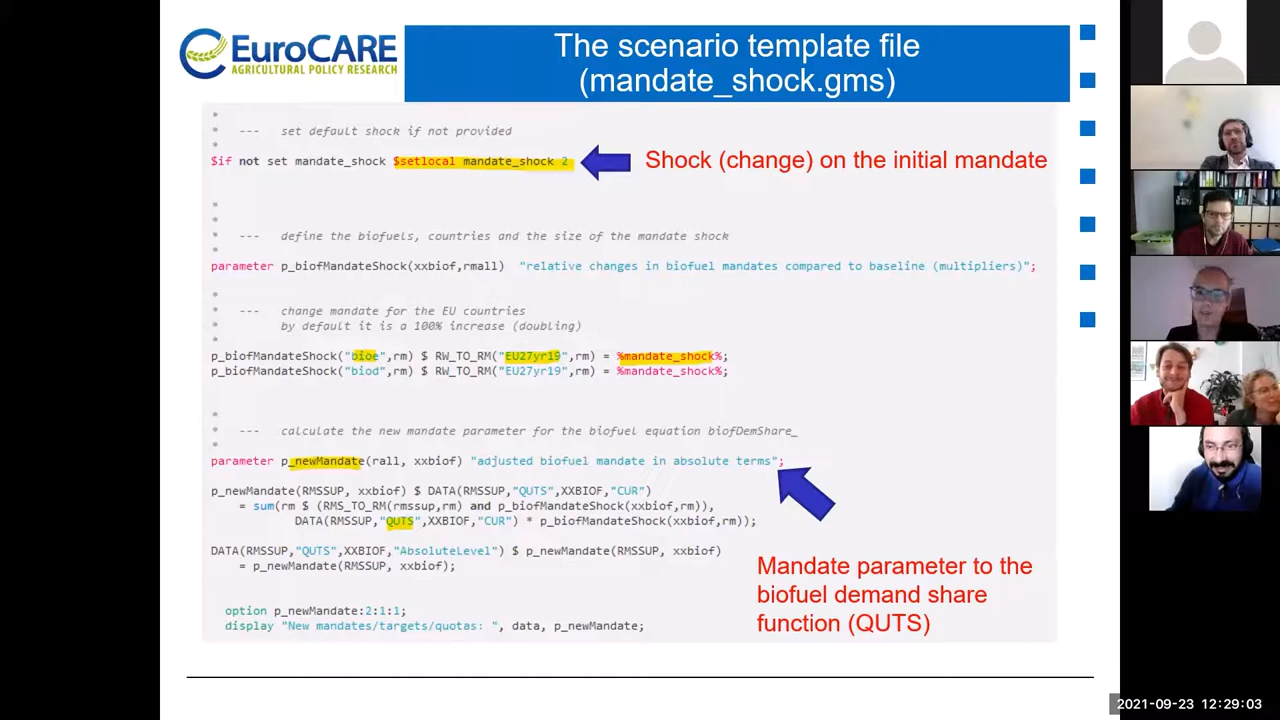 EuroCARE
AGRICULTURAL POLICY RESEARCH
The scenario template file
(mandate_shock.gms)
*
* --- set default shock if not provided
*
$if not set mandate_shock $setlocal mandate_shock 2
Shock (change) on the initial mandate
*
*
* --- define the biofuels, countries and the size of the mandate shock
*
parameter p_biofMandateShock(xxbiof,rmall) "relative changes in biofuel mandates compared to baseline (multipliers)";
*
* --- change mandate for the EU countries
* by default it is a 100% increase (doubling)
*
p_biofMandateShock("bioe",rm) $ RW_TO_RM("EU27yr19",rm) = %mandate_shock%;
p_biofMandateShock("biod",rm) $ RW_TO_RM("EU27yr19",rm) = %mandate_shock%;
*
* --- calculate the new mandate parameter for the biofuel equation biofDemShare_
*
parameter p_newMandate(rall, xxbiof) "adjusted biofuel mandate in absolute terms";
p_newMandate(RMSSUP, xxbiof) $ DATA(RMSSUP,"QUTS",XXBIOF,"CUR")
= sum(rm $ (RMS_TO_RM(rmssup,rm) and p_biofMandateShock(xxbiof,rm)),
DATA(RMSSUP,"QUTS",XXBIOF,"CUR") * p_biofMandateShock(xxbiof,rm));
DATA(RMSSUP,"QUTS",XXBIOF,"AbsoluteLevel") $ p_newMandate(RMSSUP, xxbiof)
= p_newMandate(RMSSUP, xxbiof);
Mandate parameter to the
biofuel demand share
function (QUTS)
option p_newMandate:2:1:1;
display "New mandates/targets/quotas: ", data, p_newMandate;
2021-09-23 12:29:03